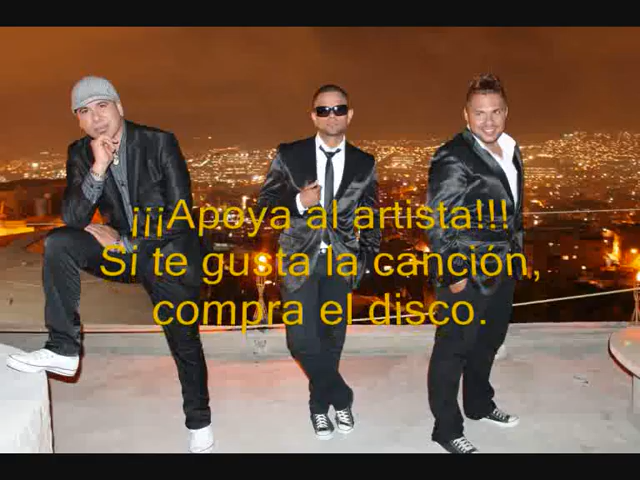 ¡¡¡Apoya al artista!!!
Si te gusta la canción,
compra el disco.